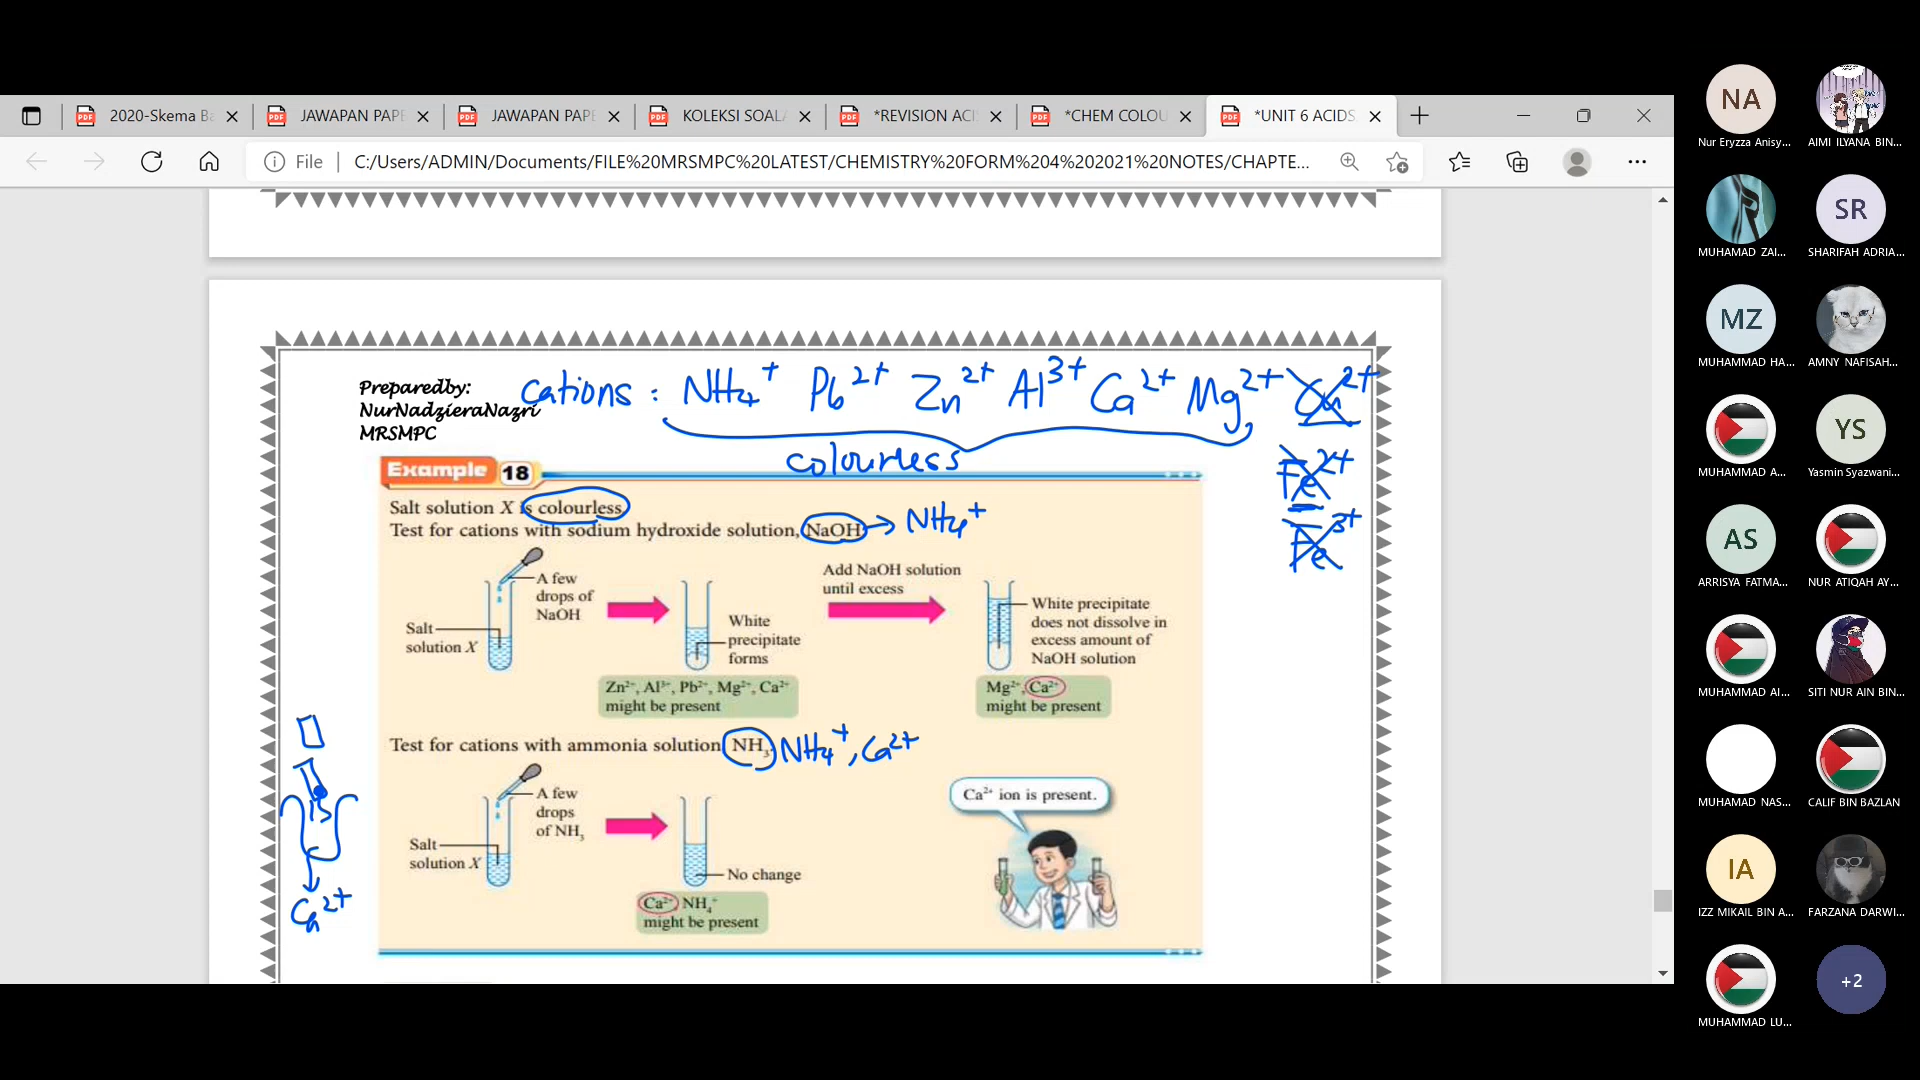 2020-Skema Ba
JAWAPAN PAPE
JAWAPAN PAPE
KOLEKSI SOALA
*REVISION ACI
*CHEM COLOU
*UNIT 6 ACIDS,
File
C:/Users/ADMIN/Documents/FILE%20MRSMPC%20LATEST/CHEMISTRY%20FORM%204%202021%20NOTES/CHAPTE...
Preparedby:
NurNadzieraNazri
MRSMPC
cations : NH₄⁺ Pb²⁺ Zn²⁺ Al³⁺ Ca²⁺ Mg²⁺ Cu²⁺
colourless
Fe²⁺
Fe³⁺
Example 18
Salt solution X is colourless
Test for cations with sodium hydroxide solution, NaOH → NH₄⁺
A few
drops of
NaOH
Salt
solution X
White
precipitate
forms
Add NaOH solution
until excess
White precipitate
does not dissolve in
excess amount of
NaOH solution
Zn²⁺, Al³⁺, Pb²⁺, Mg²⁺, Ca²⁺
might be present
Mg²⁺, Ca²⁺
might be present
Test for cations with ammonia solution, NH₃ NH₄⁺, Ca²⁺
A few
drops
of NH₃
Salt
solution X
No change
Ca²⁺ NH₄⁺
might be present
Ca²⁺ ion is present.
Ca²⁺
NA
Nur Eryzza Anisy...
AIMI ILYANA BIN...
MUHAMAD ZAI...
SR
SHARIFAH ADRIA...
MZ
MUHAMMAD HA...
AMNY NAFISAH...
MUHAMMAD A...
YS
Yasmin Syazwani...
AS
ARRISYA FATMA...
NUR ATIQAH AY...
MUHAMMAD AI...
SITI NUR AIN BIN...
MUHAMAD NAS...
CALIF BIN BAZLAN
IA
IZZ MIKAIL BIN A...
FARZANA DARWI...
MUHAMMAD LU...
+2